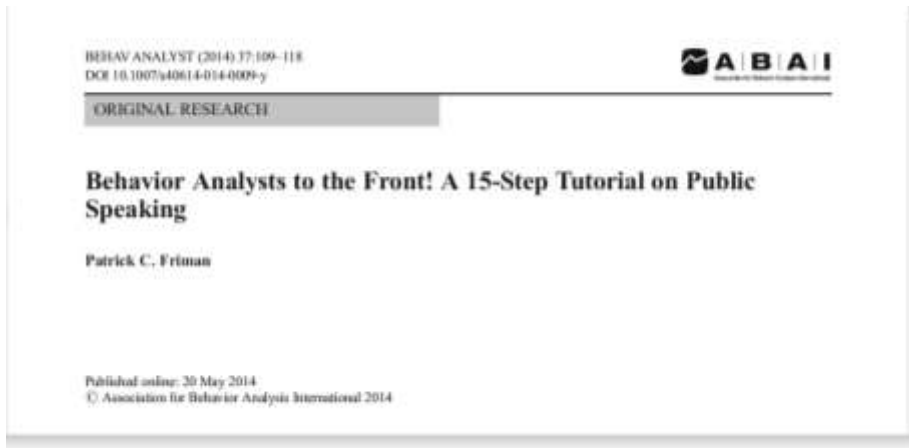 BEHAV ANALYST (2014) 37:109–118
DOI 10.1007/s40614-014-0009-y
ABAI
ORIGINAL RESEARCH
Behavior Analysts to the Front! A 15-Step Tutorial on Public
Speaking
Patrick C. Friman
Published online: 20 May 2014
© Association for Behavior Analysis International 2014